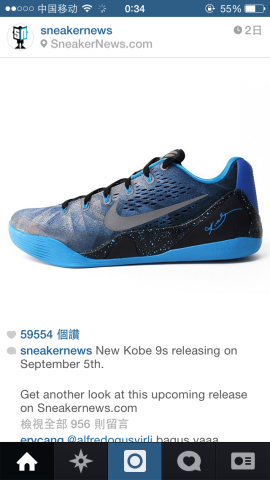 中国移动 0:34 55%
sneakernews 2日
SneakerNews.com
59554 個讚
sneakernews New Kobe 9s releasing on
September 5th.
Get another look at this upcoming release
on Sneakernews.com
檢視全部 956 則留言
erycang @alfredogusvirli bagus yaaa